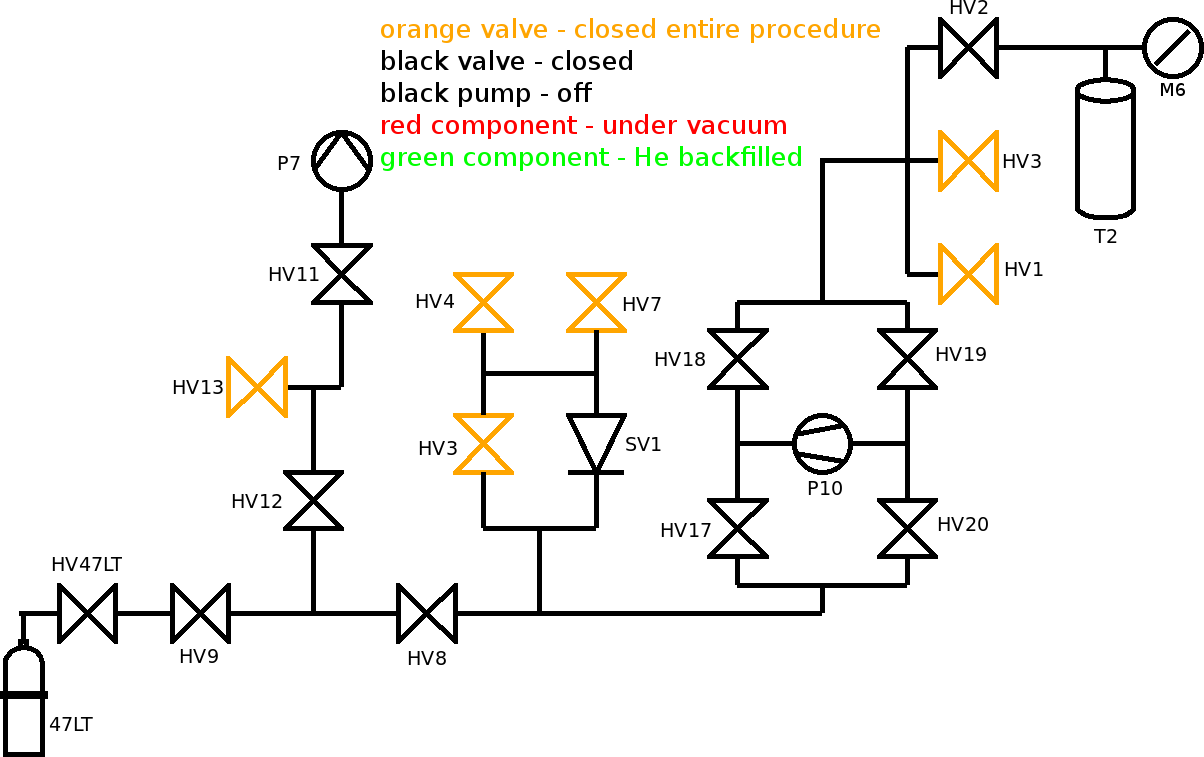 HV2
orange valve - closed entire procedure
black valve - closed
M6
black pump - off
red component - under vacuum
green component - He backfilled
P7
HV3
T2
HV1
HV11
HV4
HV7
HV18
HV19
HV13
HV3
SV1
P10
HV12
HV17
HV20
HV47LT
HV9
HV8
47LT